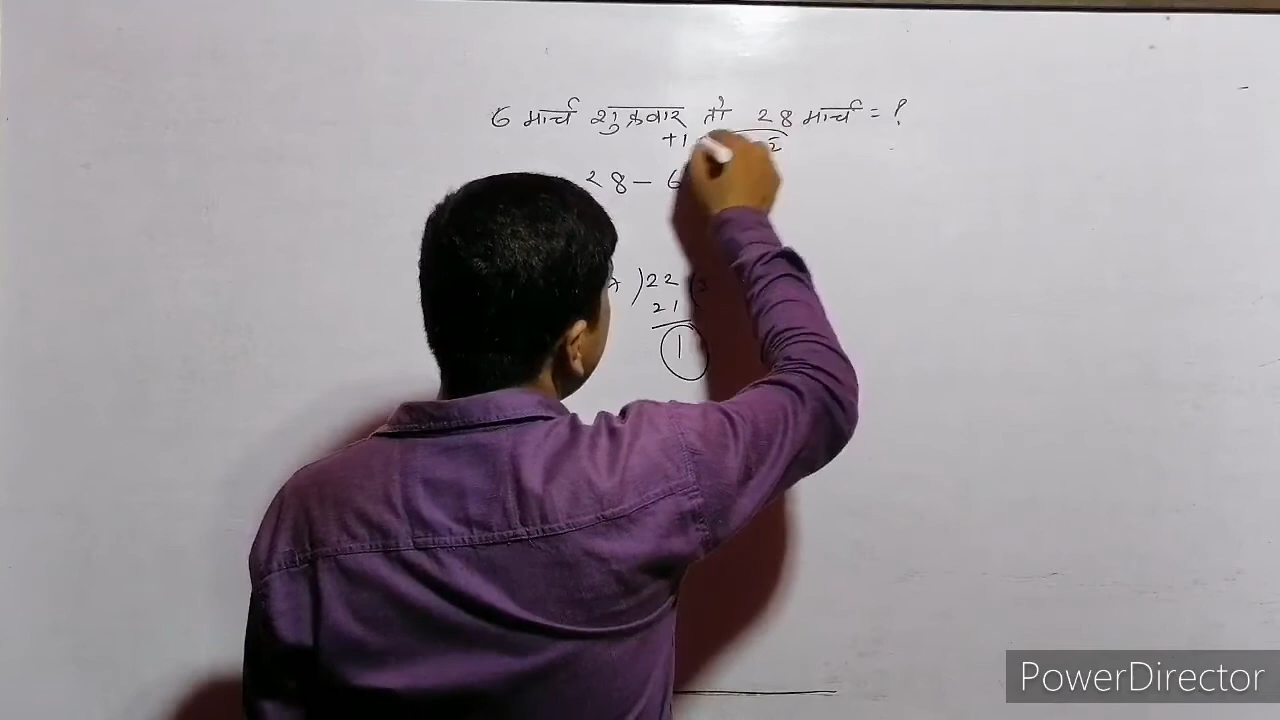 6 मार्च शुक्रवार तो 28 मार्च = ?
+1
28 - 6
) 22 (
21
1
PowerDirector